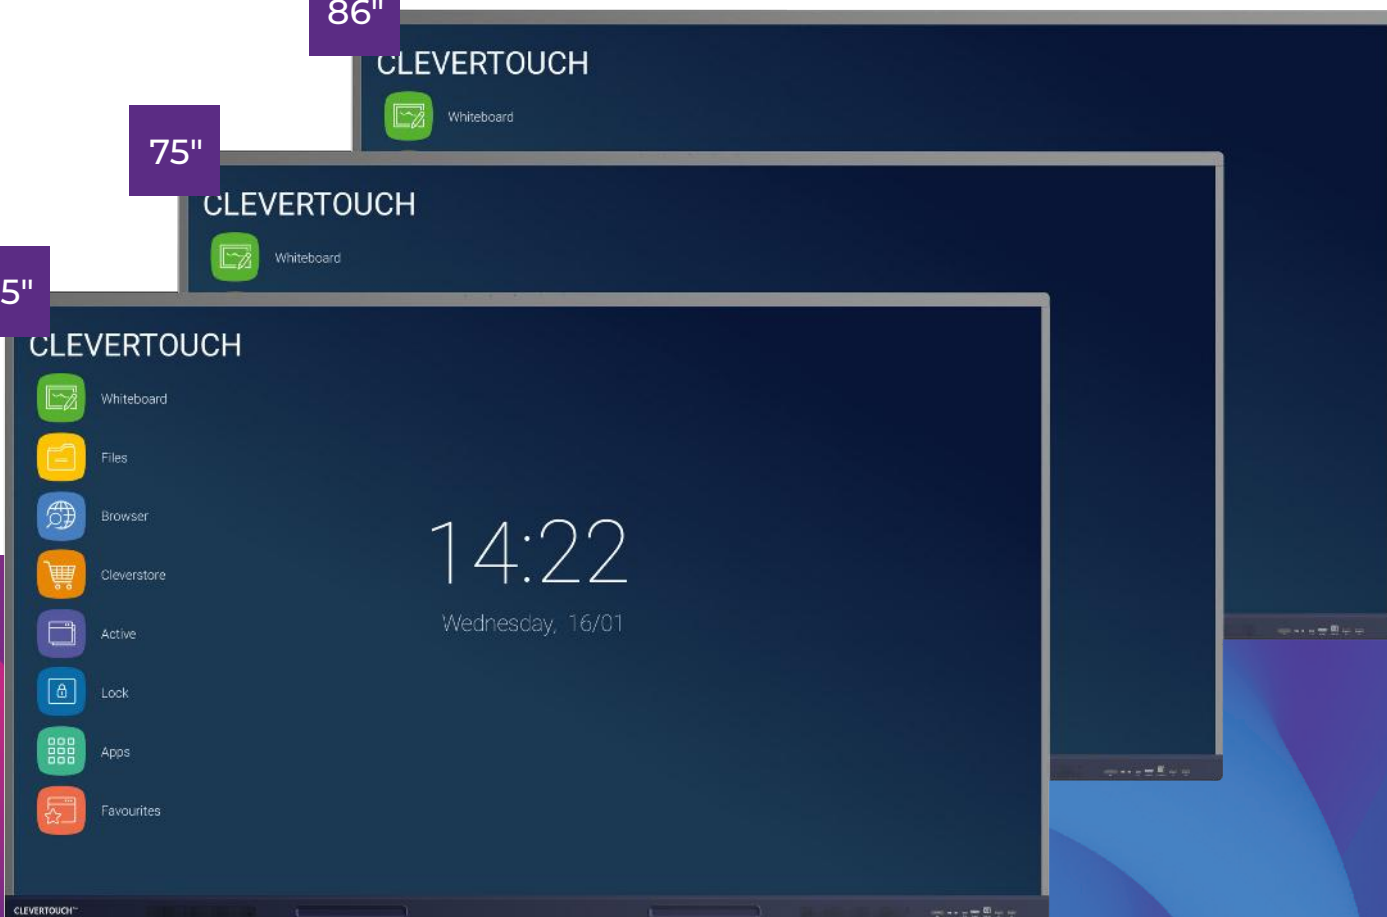 86"
CLEVERTOUCH
Whiteboard
75"
CLEVERTOUCH
Whiteboard
5"
CLEVERTOUCH
Whiteboard
Files
Browser
Cleverstore
Active
Lock
Apps
Favourites
14:22
Wednesday, 16/01
CLEVERTOUCH™